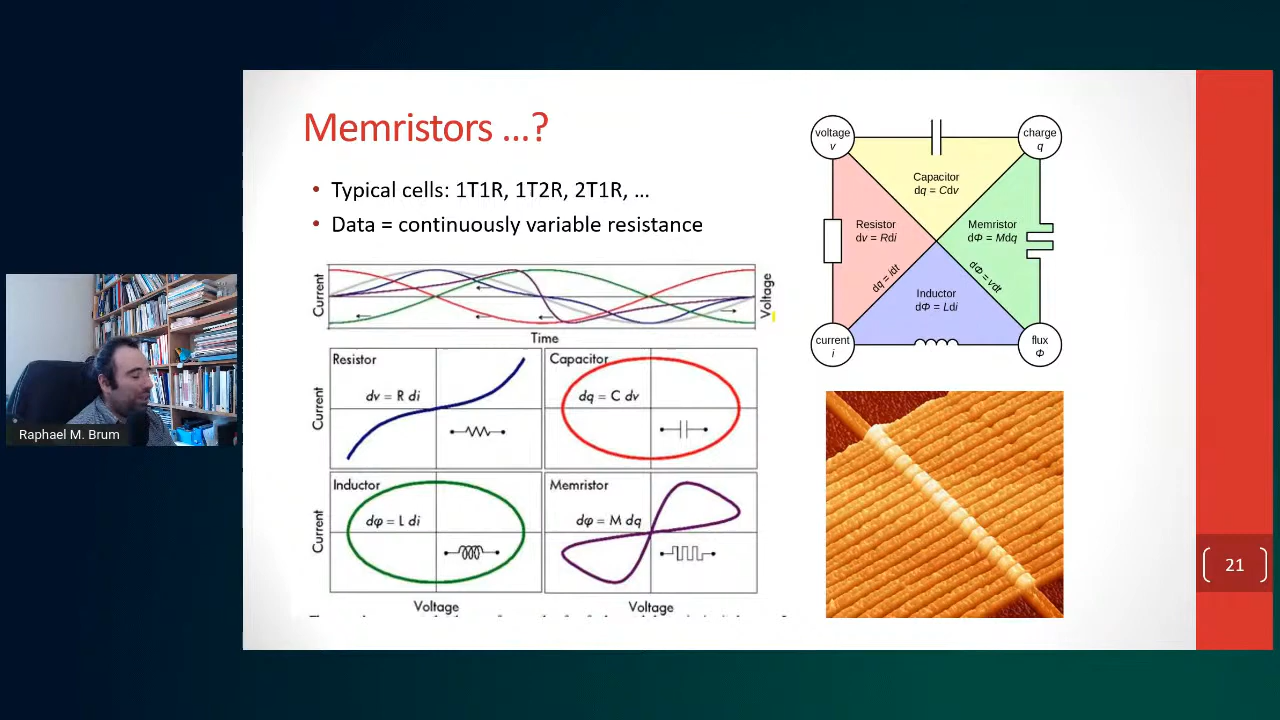 Memristors …?
• Typical cells: 1T1R, 1T2R, 2T1R, …
• Data = continuously variable resistance
Current
Voltage
Time
Resistor
dv = R di
Current
Capacitor
dq = C dv
Inductor
dφ = L di
Current
Memristor
dφ = M dq
Voltage
Voltage
voltage
v
charge
q
Capacitor
dq = Cdv
Resistor
dv = Rdi
Memristor
dΦ = Mdq
dq = idt
dΦ = vdt
Inductor
dΦ = Ldi
current
i
flux
Φ
21
Raphael M. Brum